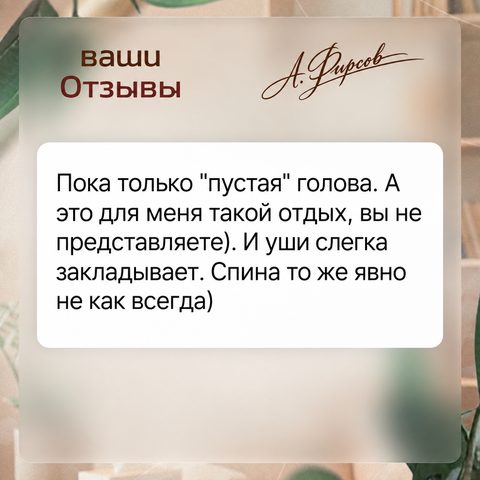 ваши
Отзывы
А. Фирсов
Пока только "пустая" голова. А
это для меня такой отдых, вы не
представляете). И уши слегка
закладывает. Спина то же явно
не как всегда)